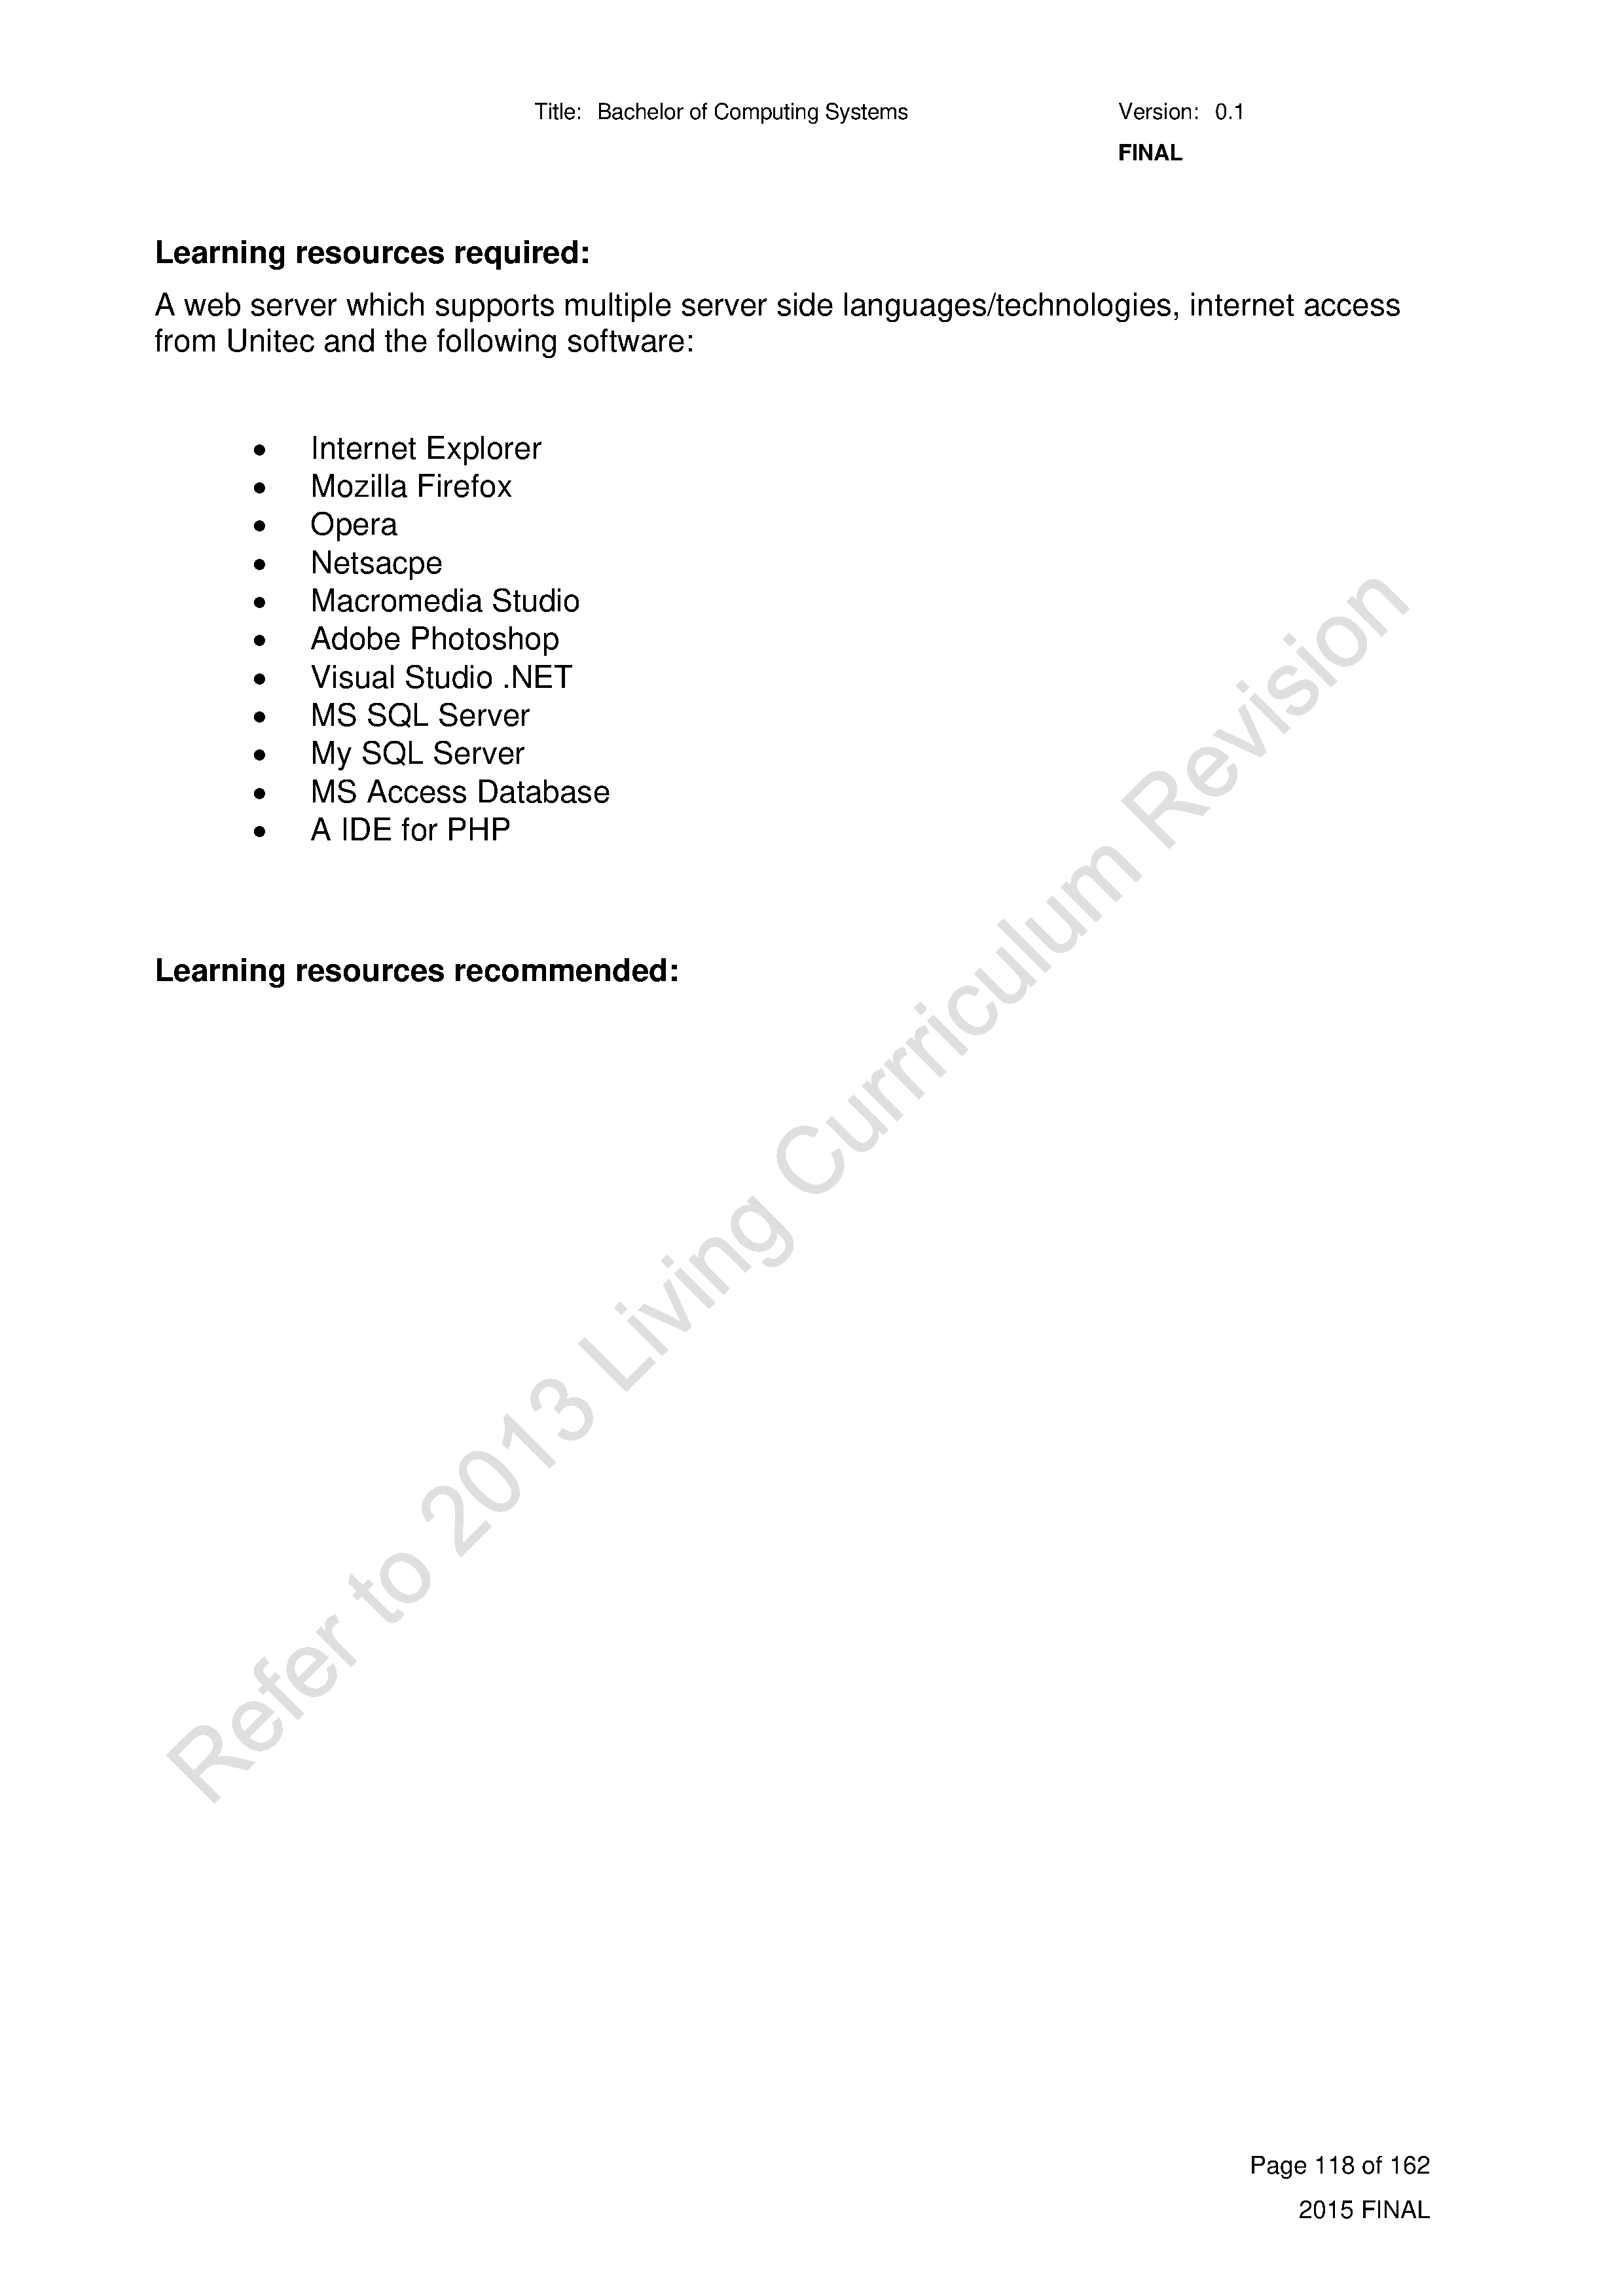 Title: Bachelor of Computing Systems Version: 0.1
FINAL
Learning resources required:
A web server which supports multiple server side languages/technologies, internet access
from Unitec and the following software:
• Internet Explorer
• Mozilla Firefox
• Opera
• Netsacpe
• Macromedia Studio
• Adobe Photoshop
• Visual Studio .NET
• MS SQL Server
• My SQL Server
• MS Access Database
• A IDE for PHP
Learning resources recommended:
Refer to 2013 Living Currriculum Revision
Page 118 of 162
2015 FINAL